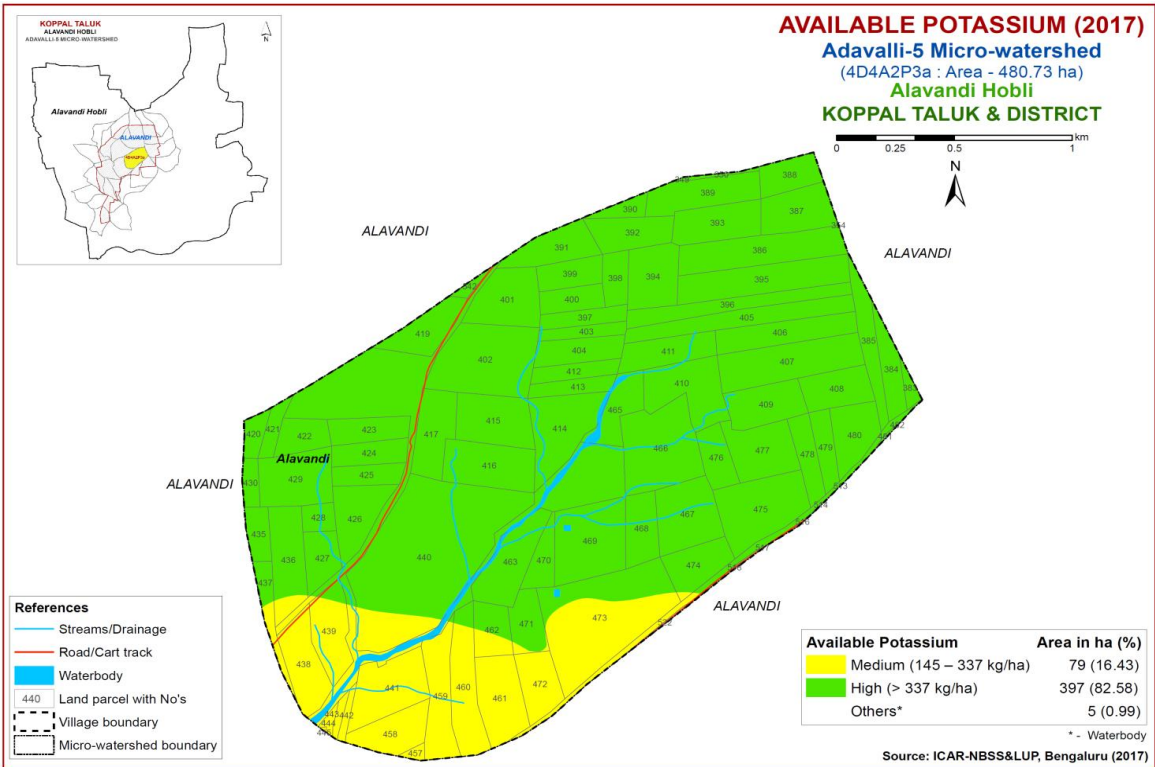 KOPPAL TALUK
ALAVANDI HOBLI
ADAVALLI-5 MICRO-WATERSHED
N
Alavandi Hobli
ALAVANDI
AVAILABLE POTASSIUM (2017)
Adavalli-5 Micro-watershed
(4D4A2P3a : Area - 480.73 ha)
Alavandi Hobli
KOPPAL TALUK & DISTRICT
km
0 0.25 0.5 1
N
388
389
390
387
393
392
ALAVANDI
391
386
ALAVANDI
399
398
394
395
401
400
396
397
405
403
406
419
402
404
411
407
385
412
410
384
413
408
465
409
415
414
420
421
422
423
417
480
424
466
479
Alavandi
416
476
477
478
429
425
ALAVANDI
430
428
426
467
475
435
468
469
427
436
440
463
470
474
437
ALAVANDI
473
471
439
462
438
441
460
472
459
461
442
458
457
References
Streams/Drainage
Road/Cart track
Waterbody
440 Land parcel with No's
Village boundary
Micro-watershed boundary
Available Potassium Area in ha (%)
Medium (145 – 337 kg/ha) 79 (16.43)
High (> 337 kg/ha) 397 (82.58)
Others* 5 (0.99)
* - Waterbody
Source: ICAR-NBSS&LUP, Bengaluru (2017)